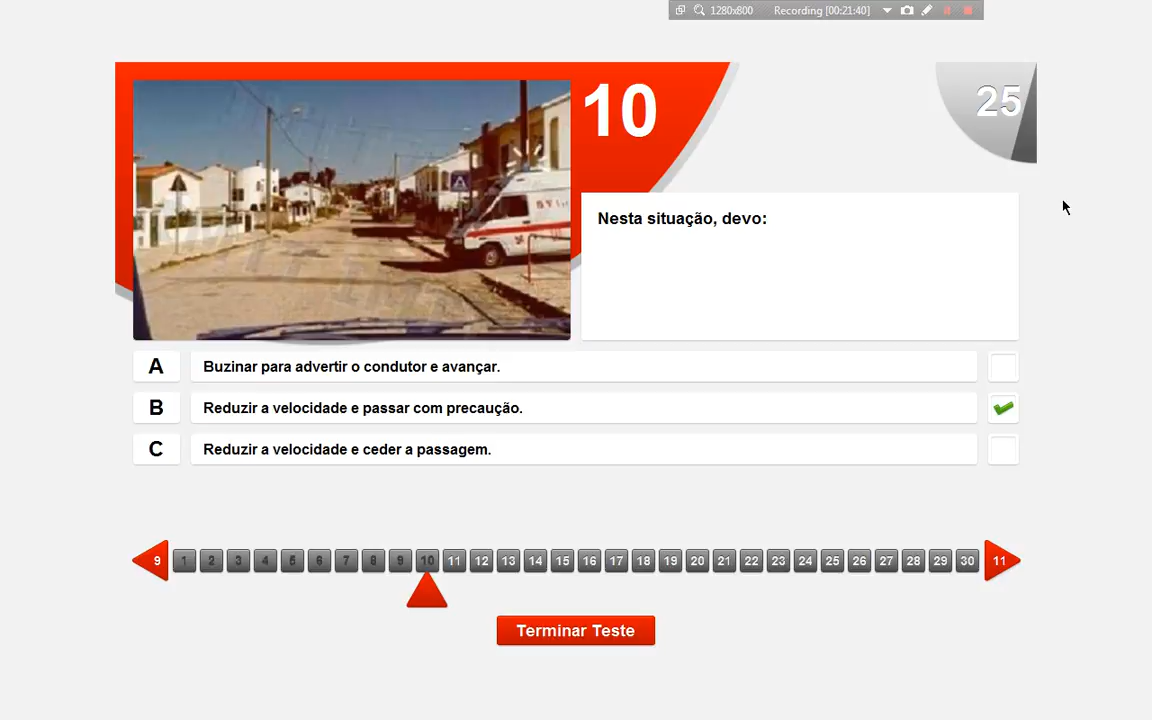 1280x800 Recording [00:21:40]
10
25
Nesta situação, devo:
A Buzinar para advertir o condutor e avançar.
B Reduzir a velocidade e passar com precaução.
C Reduzir a velocidade e ceder a passagem.
9 1 2 3 4 5 6 7 8 9 10 11 12 13 14 15 16 17 18 19 20 21 22 23 24 25 26 27 28 29 30 11
Terminar Teste